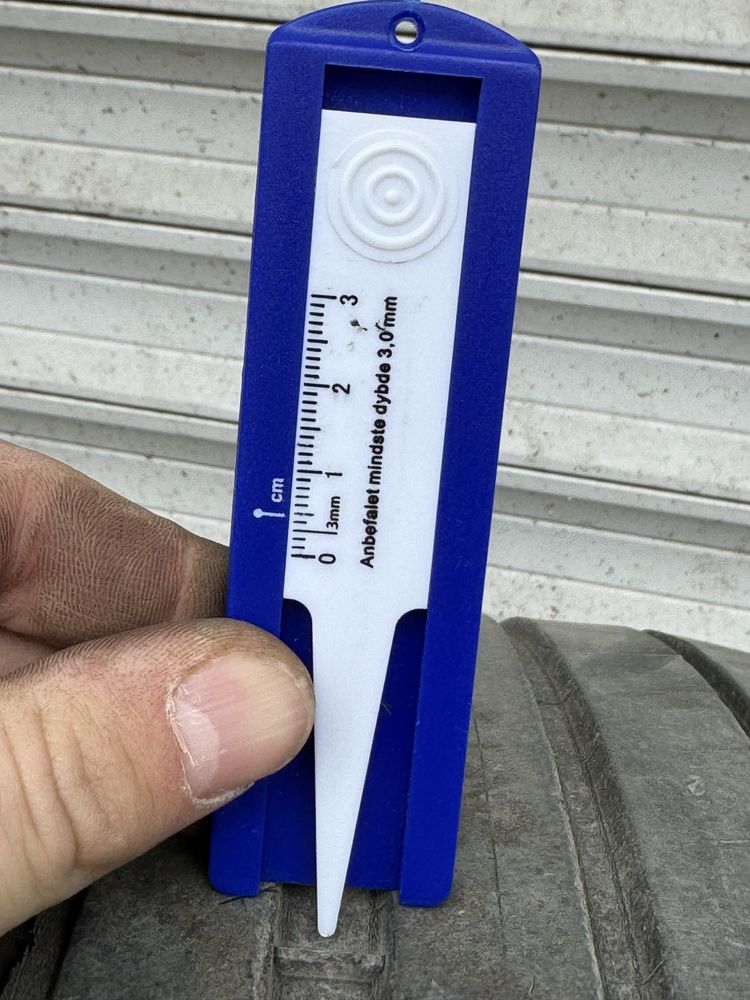 cm
0 1 2 3
3mm
Anbefalet mindste dybde 3,0 mm